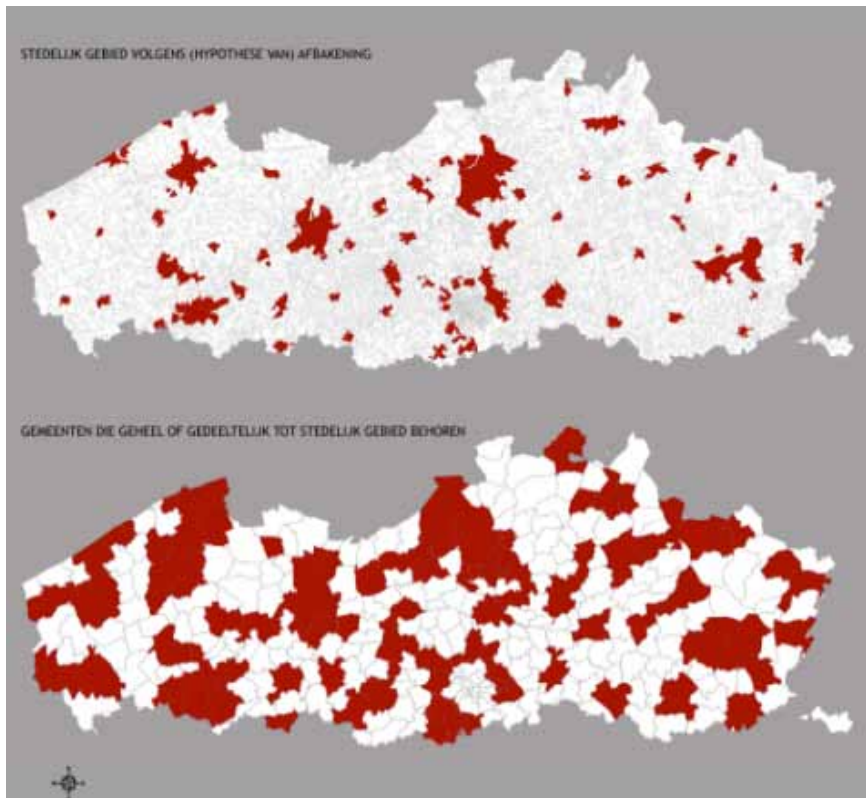 STEDELIJK GEBIED VOLGENS (HYPOTHESE VAN) AFBAKENING
GEMEENTEN DIE GEHEEL OF GEDEELTELIJK TOT STEDELIJK GEBIED BEHOREN